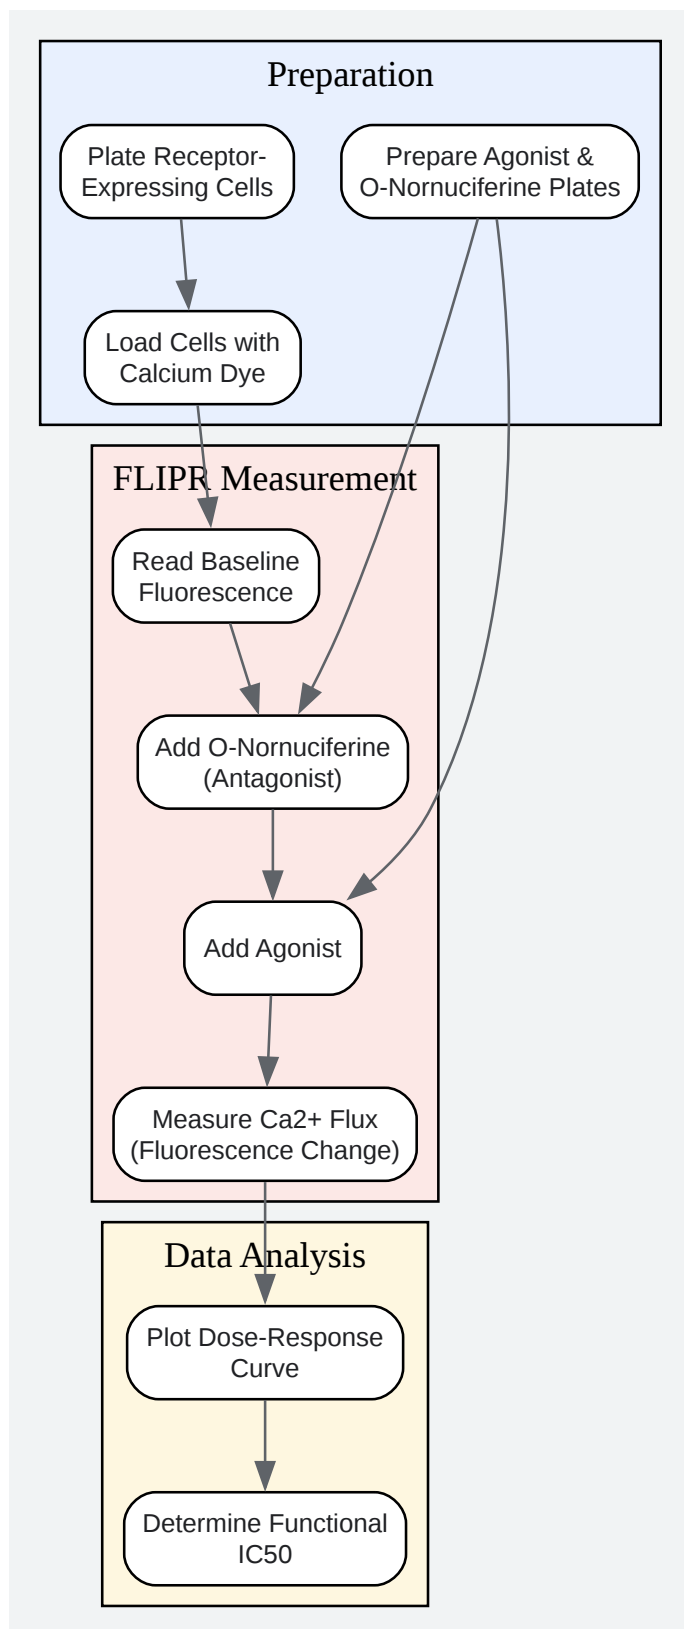 Preparation
Plate Receptor-
Expressing Cells
Prepare Agonist &
O-Nornuciferine Plates
Load Cells with
Calcium Dye
FLIPR Measurement
Read Baseline
Fluorescence
Add O-Nornuciferine
(Antagonist)
Add Agonist
Measure Ca2+ Flux
(Fluorescence Change)
Data Analysis
Plot Dose-Response
Curve
Determine Functional
IC50